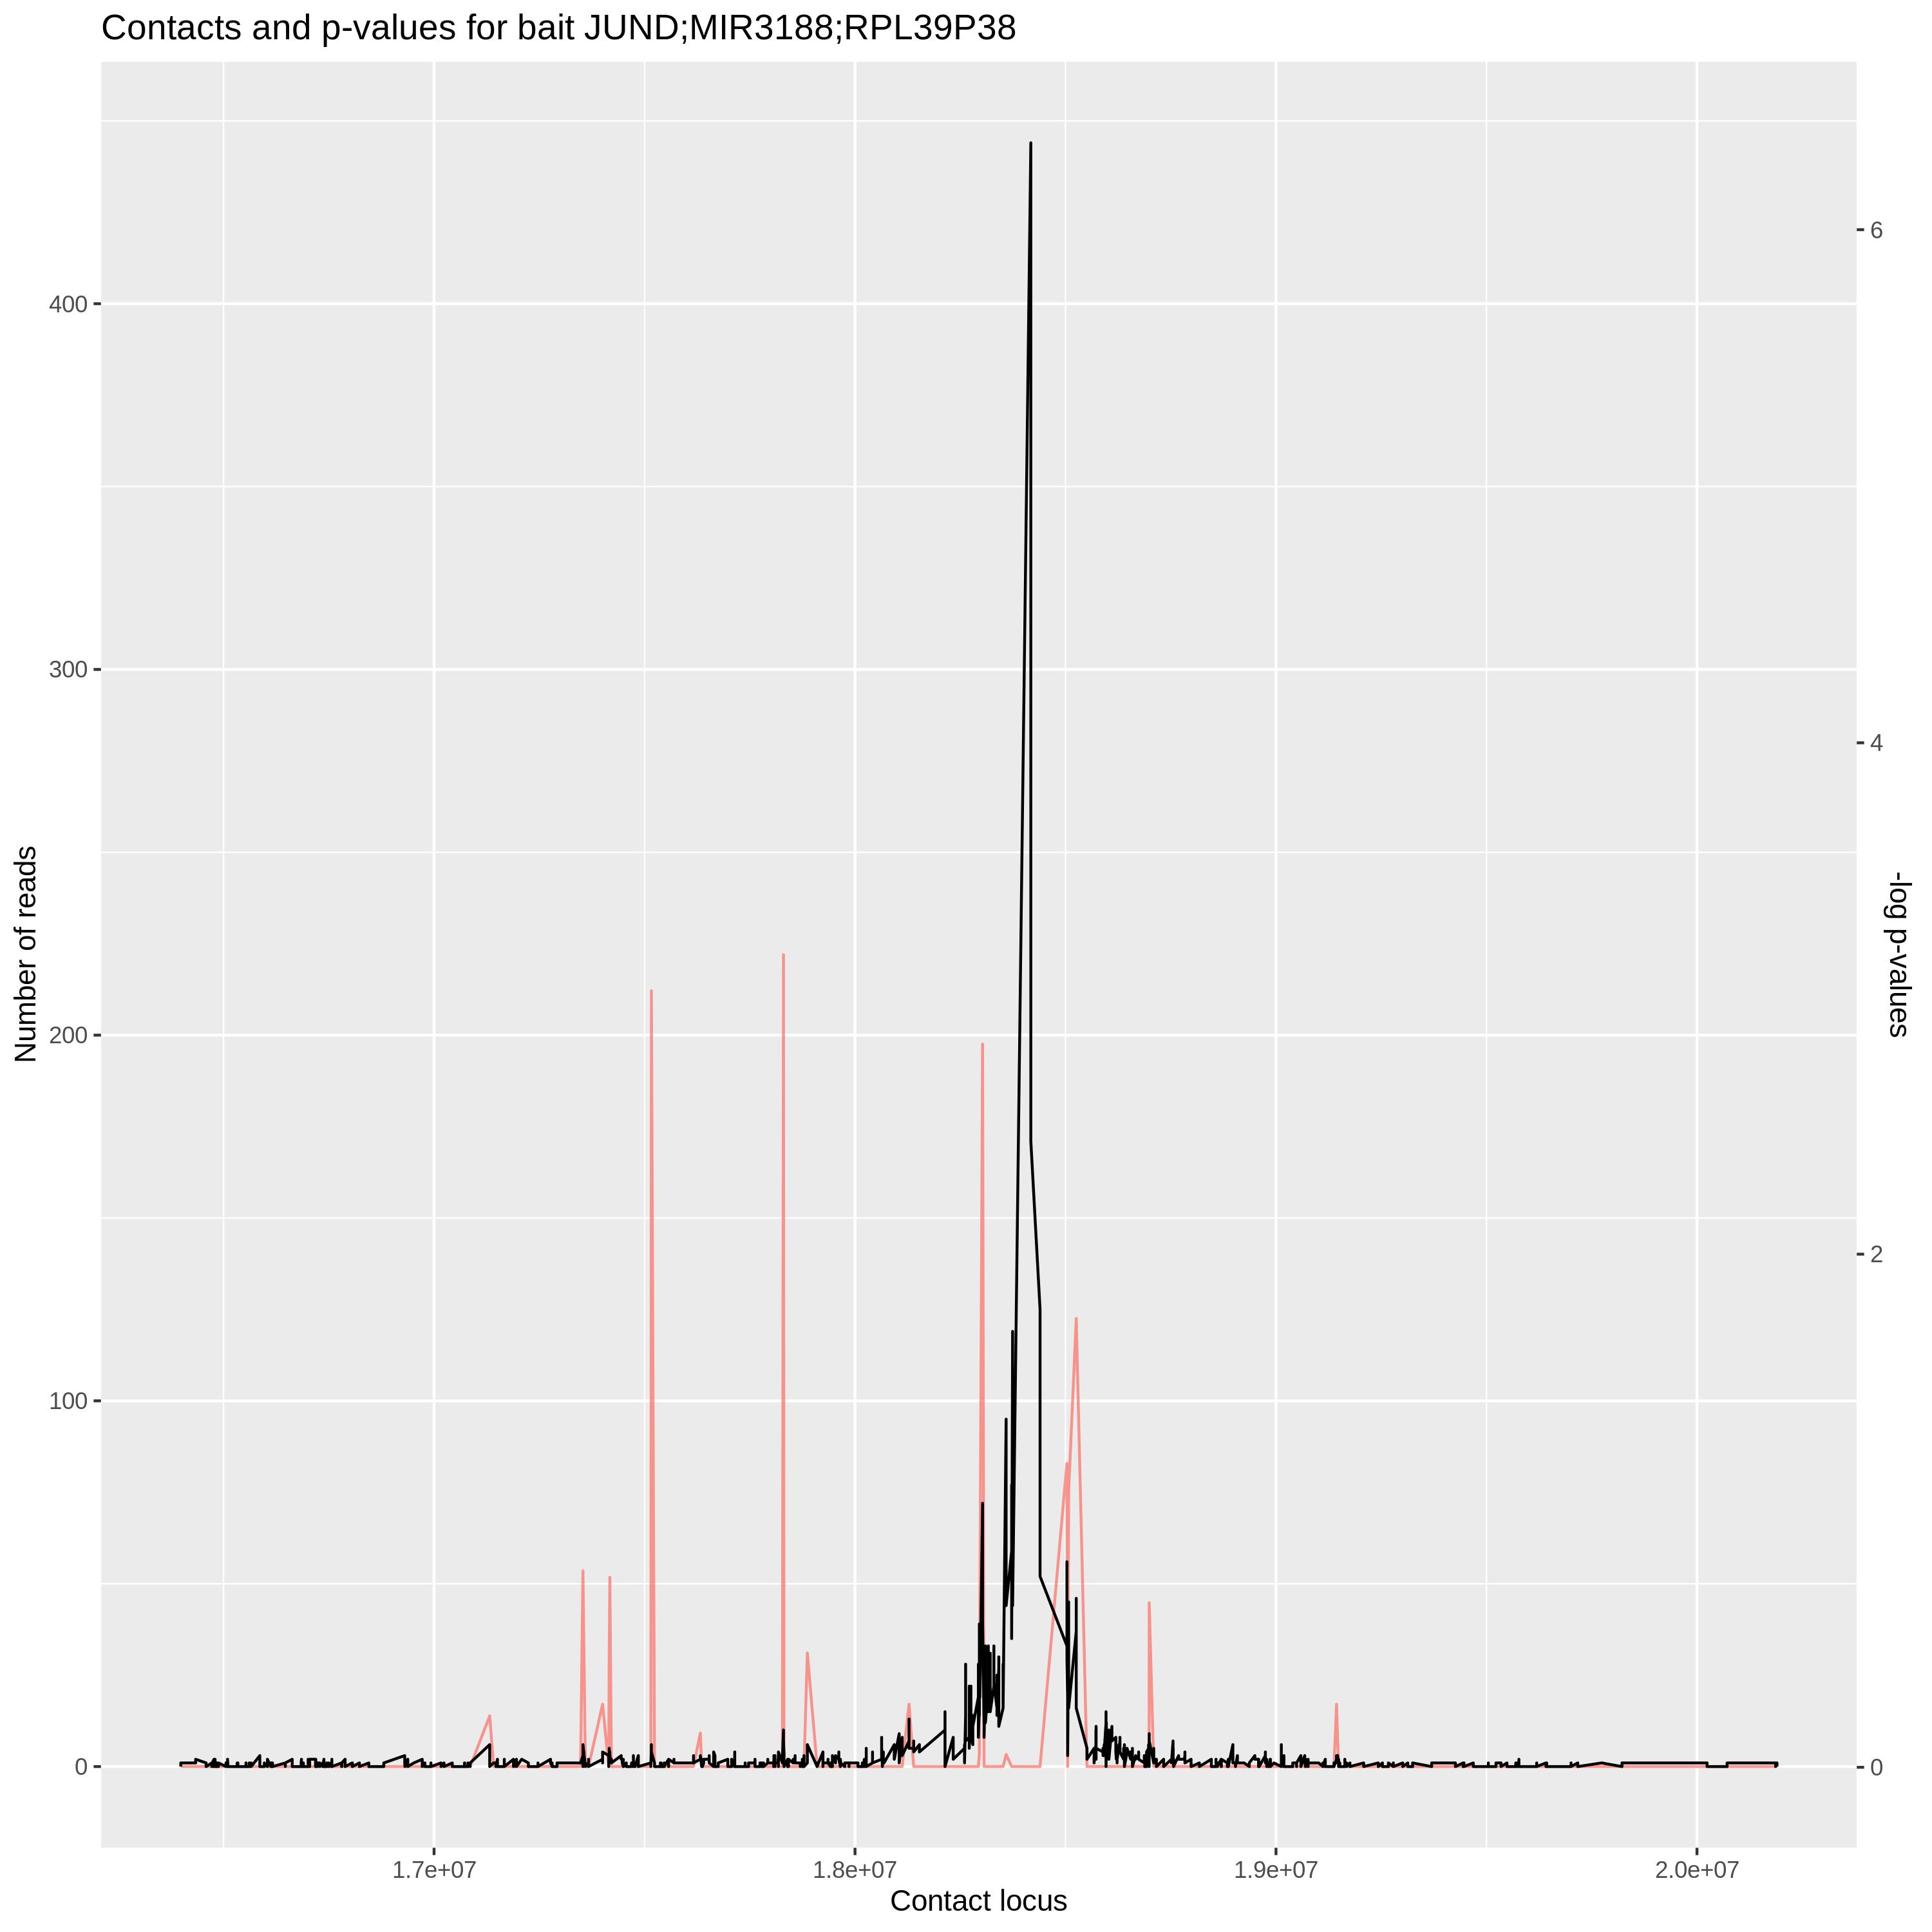 Contacts and p-values for bait JUND;MIR3188;RPL39P38
Number of reads
400
300
200
100
0
6
4
2
0
-log p-values
1.7e+07 1.8e+07 1.9e+07 2.0e+07
Contact locus